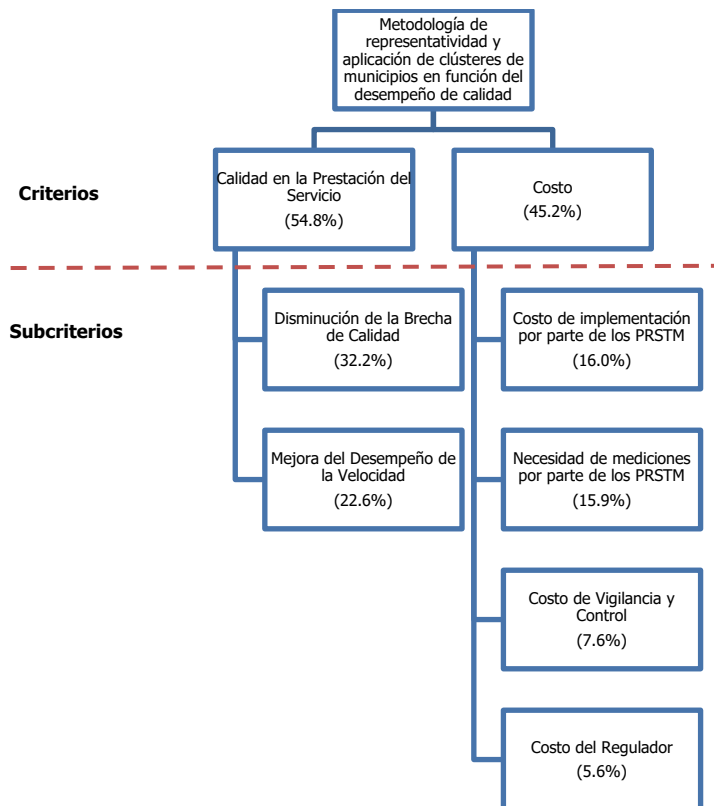 Metodología de
representatividad y
aplicación de clústeres de
municipios en función del
desempeño de calidad
Criterios
Calidad en la Prestación del
Servicio
(54.8%)
Costo
(45.2%)
Subcriterios
Disminución de la Brecha
de Calidad
(32.2%)
Mejora del Desempeño de
la Velocidad
(22.6%)
Costo de implementación
por parte de los PRSTM
(16.0%)
Necesidad de mediciones
por parte de los PRSTM
(15.9%)
Costo de Vigilancia y
Control
(7.6%)
Costo del Regulador
(5.6%)